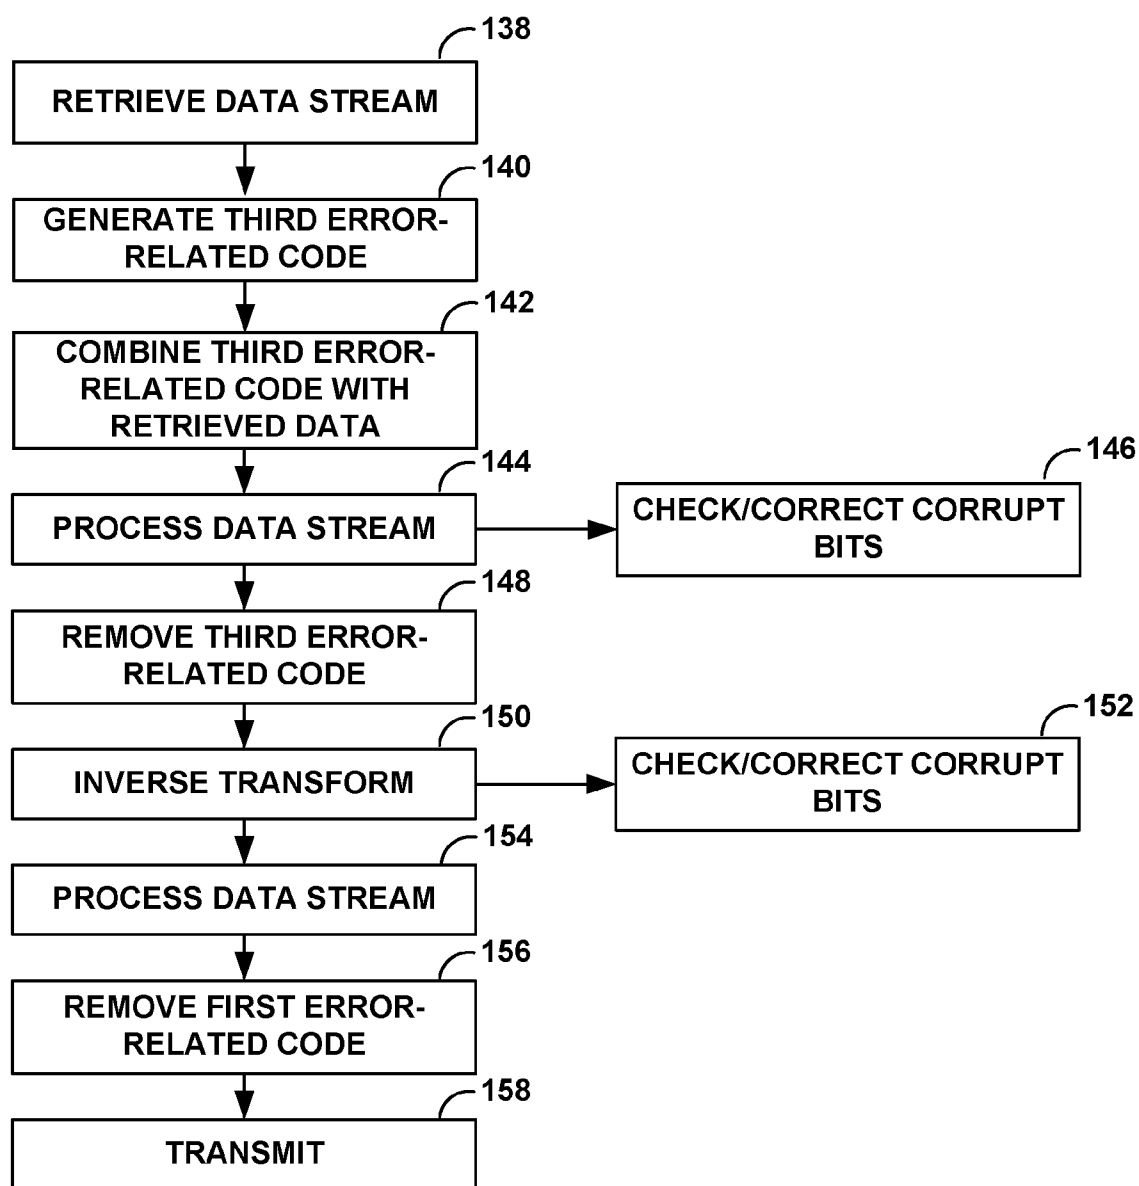 138
RETRIEVE DATA STREAM
140
GENERATE THIRD ERROR-
RELATED CODE
142
COMBINE THIRD ERROR-
RELATED CODE WITH
RETRIEVED DATA
144
PROCESS DATA STREAM
146
CHECK/CORRECT CORRUPT
BITS
148
REMOVE THIRD ERROR-
RELATED CODE
150
INVERSE TRANSFORM
152
CHECK/CORRECT CORRUPT
BITS
154
PROCESS DATA STREAM
156
REMOVE FIRST ERROR-
RELATED CODE
158
TRANSMIT